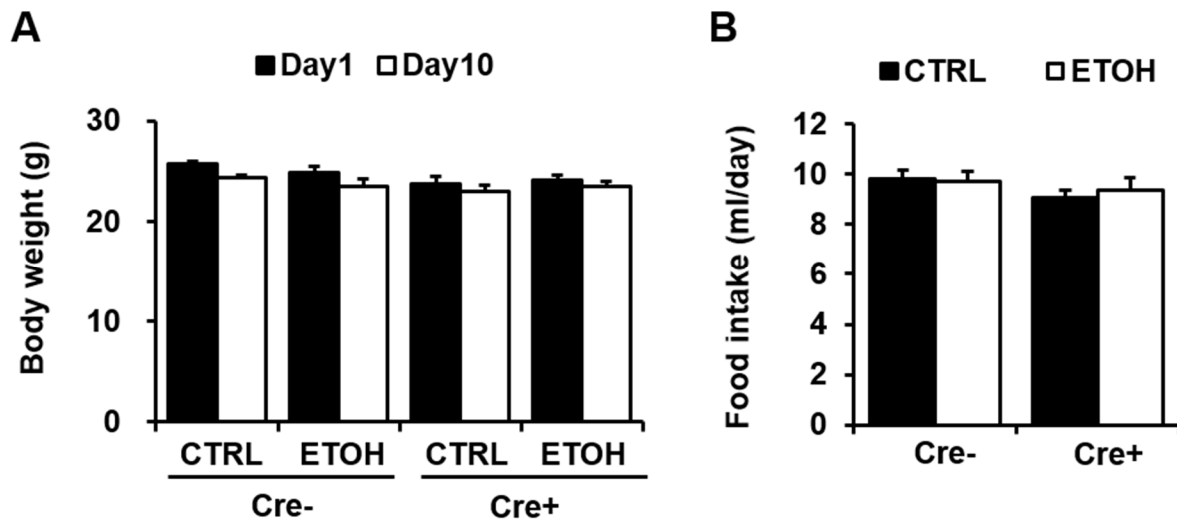 A
Day1 Day10
Body weight (g)
30
20
10
0
CTRL ETOH CTRL ETOH
Cre- Cre+
B
CTRL ETOH
Food intake (ml/day)
12
10
8
6
4
2
0
Cre- Cre+